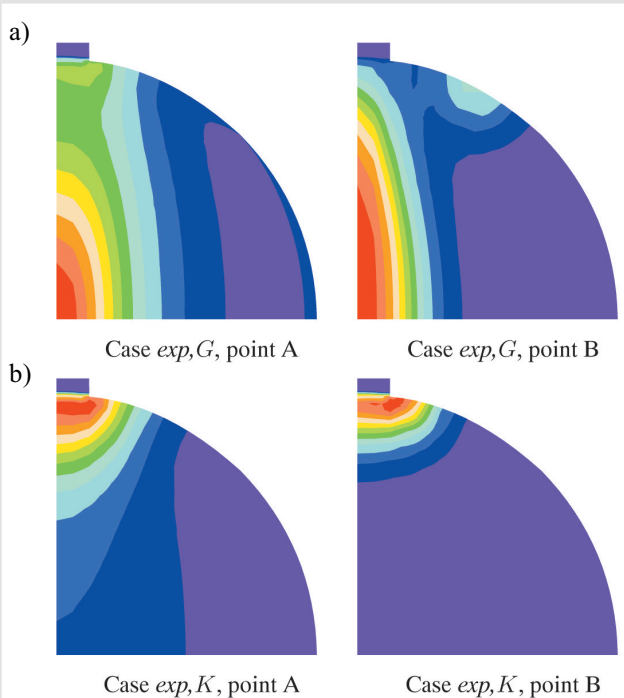 a)
Case exp,G, point A
Case exp,G, point B
b)
Case exp,K, point A
Case exp,K, point B